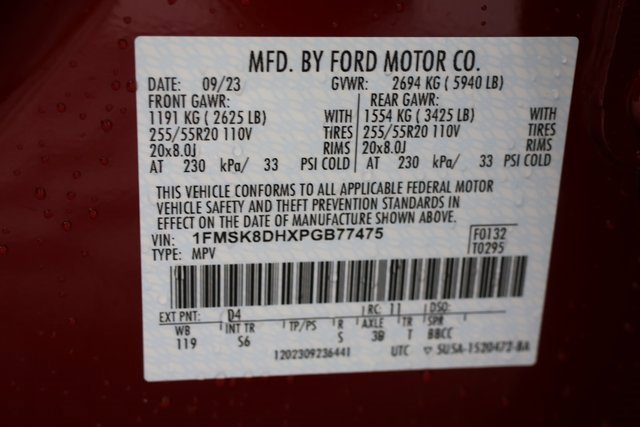 MFD. BY FORD MOTOR CO.
DATE: 09/23 GVWR: 2694 KG ( 5940 LB)
FRONT GAWR: REAR GAWR:
1191 KG ( 2625 LB) WITH 1554 KG ( 3425 LB) WITH
255/55R20 110V TIRES 255/55R20 110V TIRES
20x8.0J RIMS 20x8.0J RIMS
AT 230 kPa/ 33 PSI COLD AT 230 kPa/ 33 PSI COLD
THIS VEHICLE CONFORMS TO ALL APPLICABLE FEDERAL MOTOR
VEHICLE SAFETY AND THEFT PREVENTION STANDARDS IN
EFFECT ON THE DATE OF MANUFACTURE SHOWN ABOVE.
VIN: 1FMSK8DHXPGB77475 F0132
TYPE: MPV T0295
EXT PNT: D4 RC: 11 DSO:
WB INT TR TP/PS R AXLE TR SPR
119 S6 S 3B T BBCC
1202309236441 UTC SU5A-1520472-BA